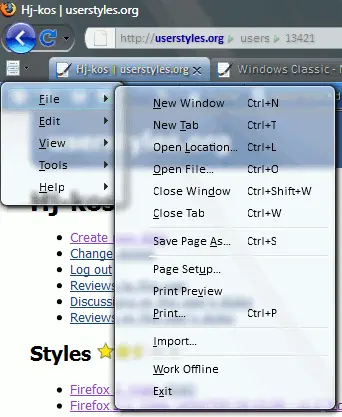 Hj-kos | userstyles.org
http://userstyles.org ▸ users ▸ 13421
Hj-kos | userstyles.org
Windows Classic -
File
Edit
View
Tools
Help
New Window Ctrl+N
New Tab Ctrl+T
Open Location... Ctrl+L
Open File... Ctrl+O
Close Window Ctrl+Shift+W
Close Tab Ctrl+W
Save Page As... Ctrl+S
Page Setup...
Print Preview
Print... Ctrl+P
Import...
Work Offline
Exit
Hj-kos
Create
Change
Log out
Reviews
Reviews
Styles
Firefox
Firefox